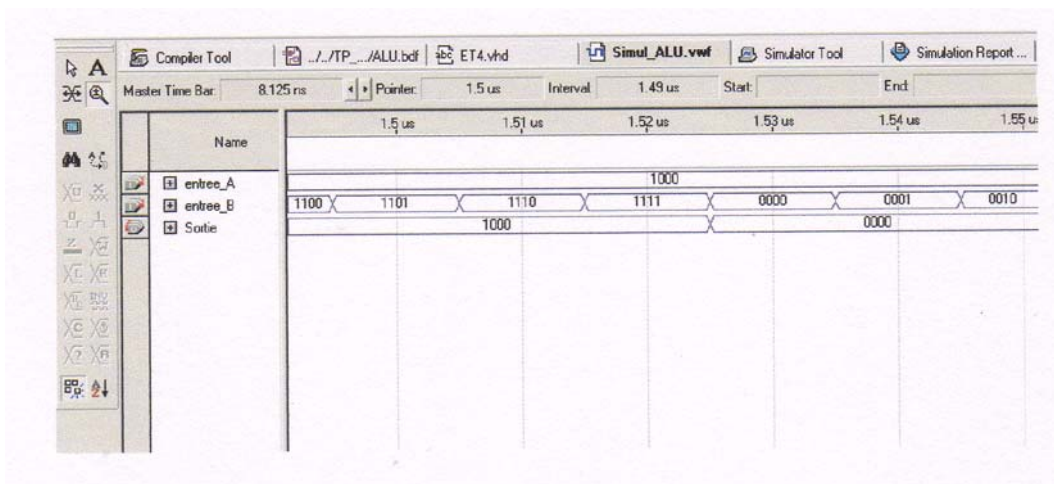 Compiler Tool ../../TP_.../ALU.bdf abc ET4.vhd Simul_ALU.vwf Simulator Tool Simulation Report ...
Master Time Bar: 8.125 ns Pointer: 1.5 us Interval: 1.49 us Start: End:
Name
1.5 us 1.51 us 1.52 us 1.53 us 1.54 us 1.55 u
entree_A 1000
entree_B 1100 1101 1110 1111 0000 0001 0010
Sortie 1000 0000
A